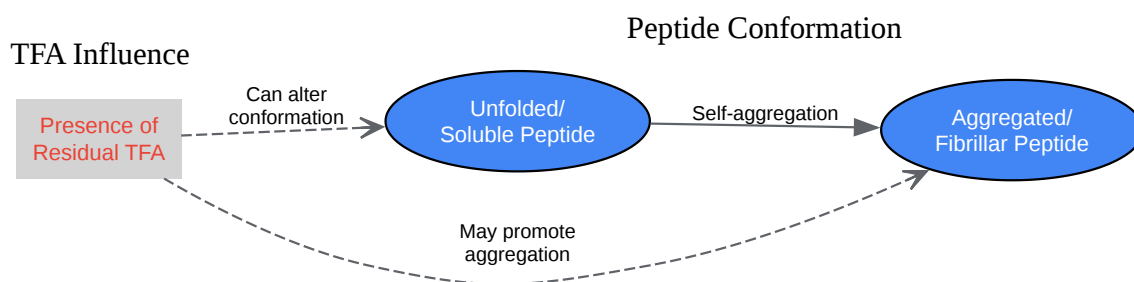 TFA Influence
Peptide Conformation
Presence of
Residual TFA
Can alter
conformation
Unfolded/
Soluble Peptide
Self-aggregation
Aggregated/
Fibrillar Peptide
May promote
aggregation